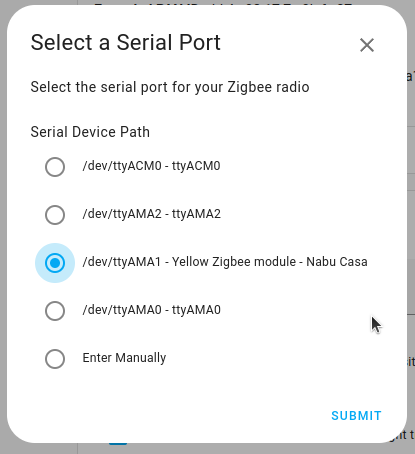 Select a Serial Port
Select the serial port for your Zigbee radio
Serial Device Path
/dev/ttyACM0 - ttyACM0
/dev/ttyAMA2 - ttyAMA2
/dev/ttyAMA1 - Yellow Zigbee module - Nabu Casa
/dev/ttyAMA0 - ttyAMA0
Enter Manually
SUBMIT